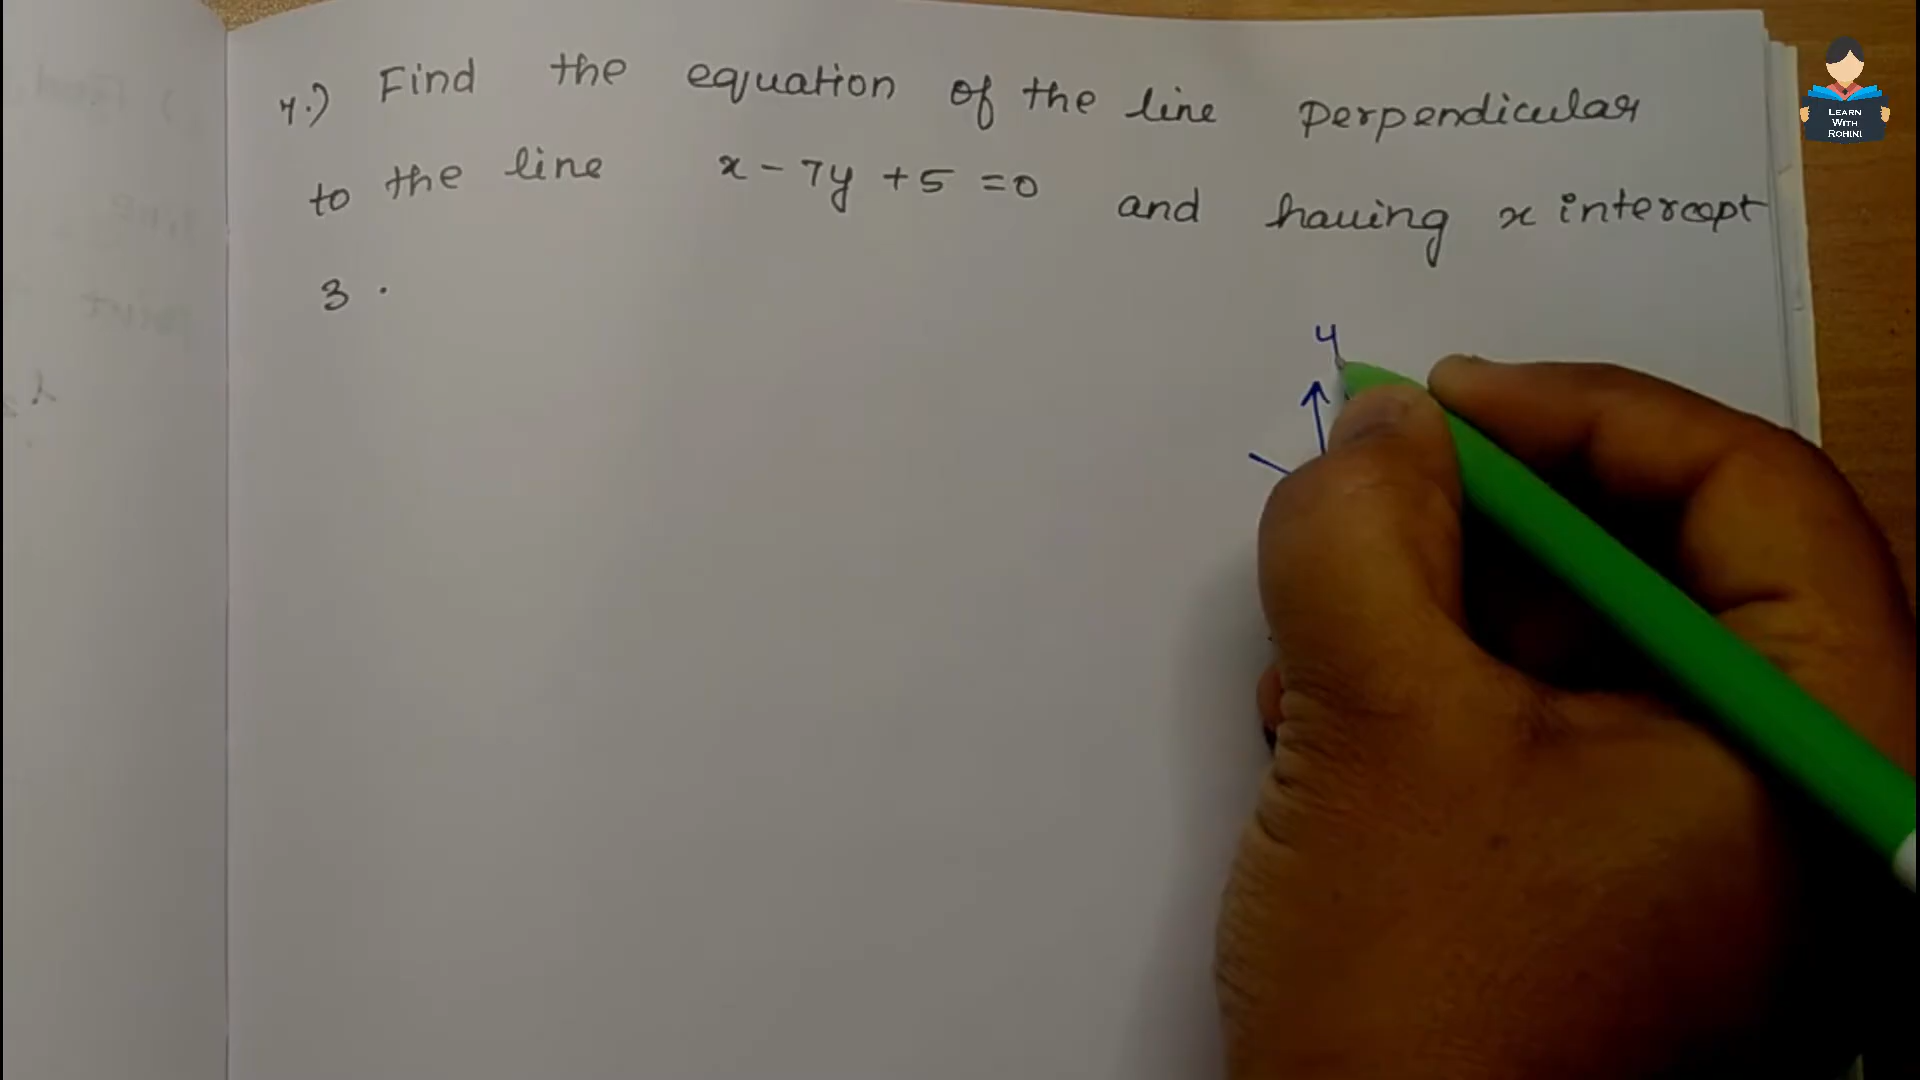 7.) Find the equation of the line perpendicular
to the line x - 7y + 5 = 0 and having x intercept
3 .
y
LEARN
WITH
ROHINI